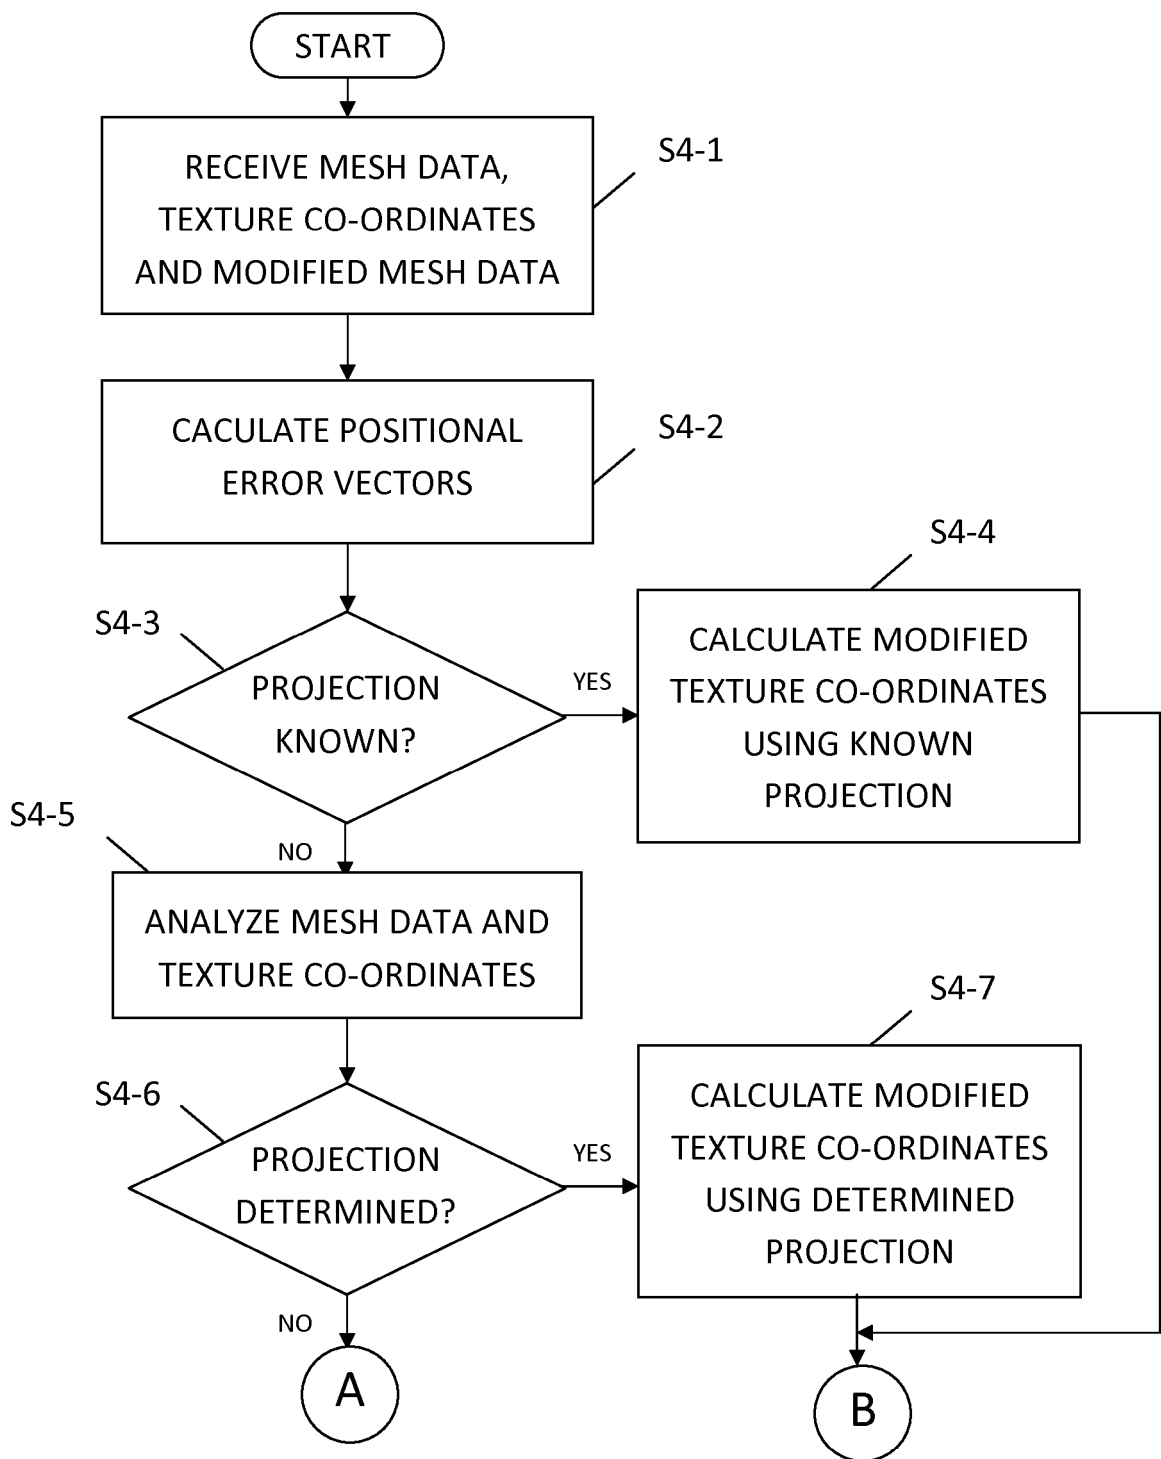 START
S4-1
RECEIVE MESH DATA,
TEXTURE CO-ORDINATES
AND MODIFIED MESH DATA
S4-2
CACULATE POSITIONAL
ERROR VECTORS
S4-3
PROJECTION
KNOWN?
YES
S4-4
CALCULATE MODIFIED
TEXTURE CO-ORDINATES
USING KNOWN
PROJECTION
NO
S4-5
ANALYZE MESH DATA AND
TEXTURE CO-ORDINATES
S4-6
PROJECTION
DETERMINED?
YES
S4-7
CALCULATE MODIFIED
TEXTURE CO-ORDINATES
USING DETERMINED
PROJECTION
NO
A
B